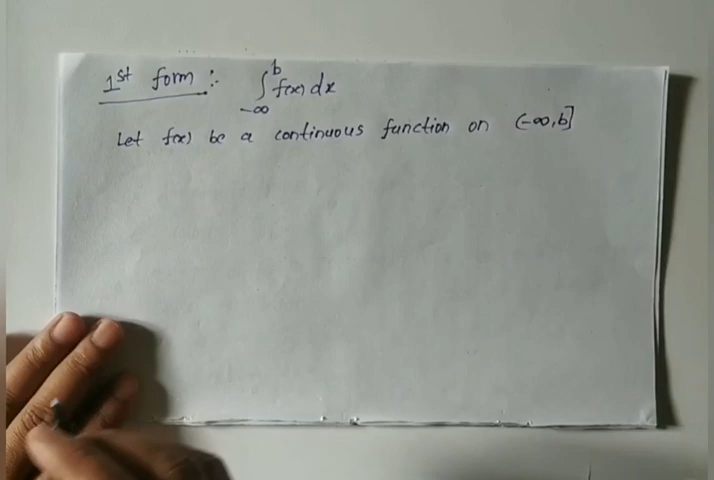 1st form :- ∫_{-∞}^{b} f(x) dx
Let f(x) be a continuous function on (-∞, b]